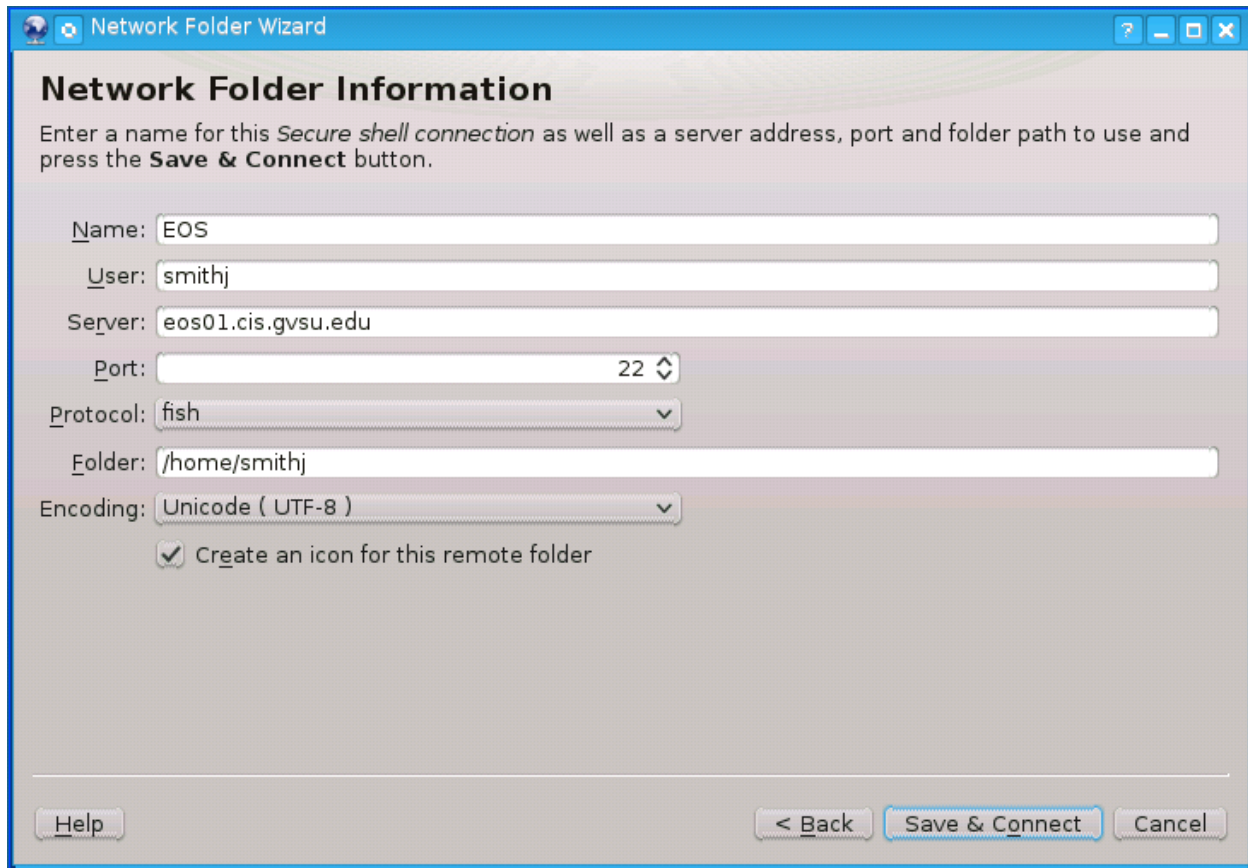 Network Folder Wizard
Network Folder Information
Enter a name for this Secure shell connection as well as a server address, port and folder path to use and
press the Save & Connect button.
Name: EOS
User: smithj
Server: eos01.cis.gvsu.edu
Port: 22
Protocol: fish
Folder: /home/smithj
Encoding: Unicode ( UTF-8 )
Create an icon for this remote folder
Help < Back Save & Connect Cancel